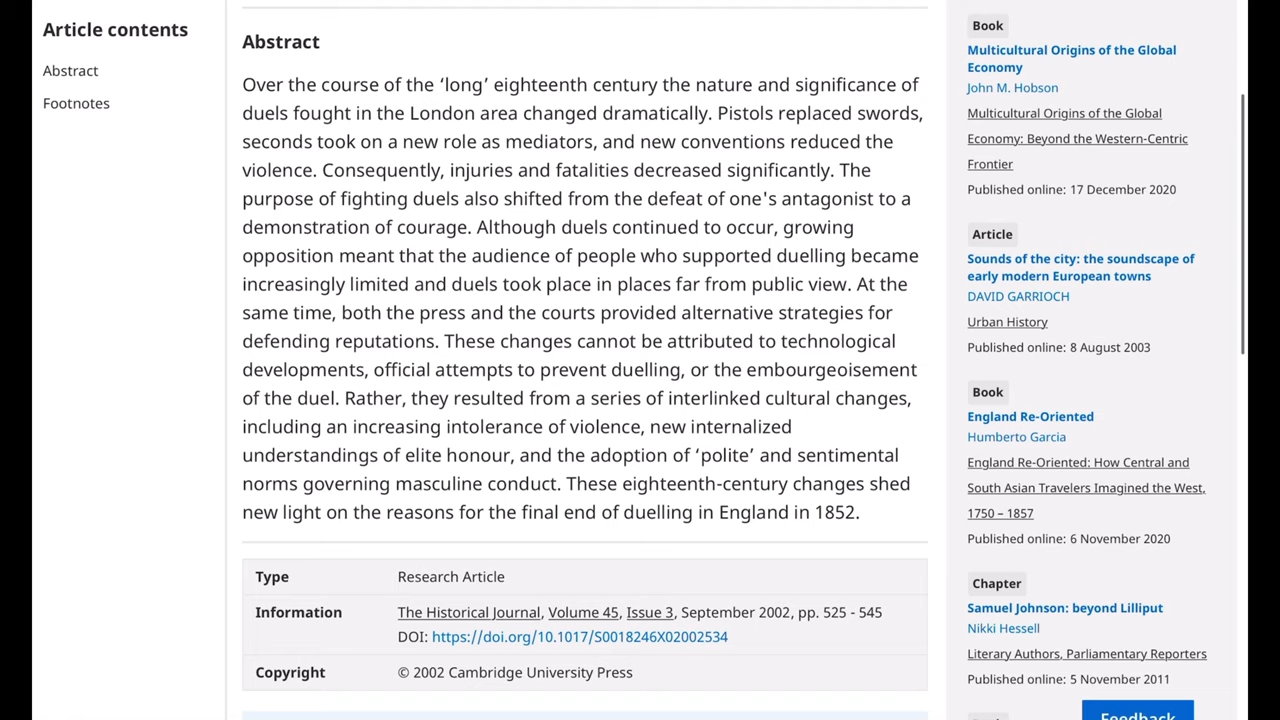 Article contents
Abstract
Footnotes
Abstract
Over the course of the ‘long’ eighteenth century the nature and significance of
duels fought in the London area changed dramatically. Pistols replaced swords,
seconds took on a new role as mediators, and new conventions reduced the
violence. Consequently, injuries and fatalities decreased significantly. The
purpose of fighting duels also shifted from the defeat of one's antagonist to a
demonstration of courage. Although duels continued to occur, growing
opposition meant that the audience of people who supported duelling became
increasingly limited and duels took place in places far from public view. At the
same time, both the press and the courts provided alternative strategies for
defending reputations. These changes cannot be attributed to technological
developments, official attempts to prevent duelling, or the embourgeoisement
of the duel. Rather, they resulted from a series of interlinked cultural changes,
including an increasing intolerance of violence, new internalized
understandings of elite honour, and the adoption of ‘polite’ and sentimental
norms governing masculine conduct. These eighteenth-century changes shed
new light on the reasons for the final end of duelling in England in 1852.
Type Research Article
Information The Historical Journal, Volume 45, Issue 3, September 2002, pp. 525 - 545
DOI: https://doi.org/10.1017/S0018246X02002534
Copyright © 2002 Cambridge University Press
Book
Multicultural Origins of the Global
Economy
John M. Hobson
Multicultural Origins of the Global
Economy: Beyond the Western-Centric
Frontier
Published online: 17 December 2020
Article
Sounds of the city: the soundscape of
early modern European towns
DAVID GARRIOCH
Urban History
Published online: 8 August 2003
Book
England Re-Oriented
Humberto Garcia
England Re-Oriented: How Central and
South Asian Travelers Imagined the West,
1750 – 1857
Published online: 6 November 2020
Chapter
Samuel Johnson: beyond Lilliput
Nikki Hessell
Literary Authors, Parliamentary Reporters
Published online: 5 November 2011
Feedback